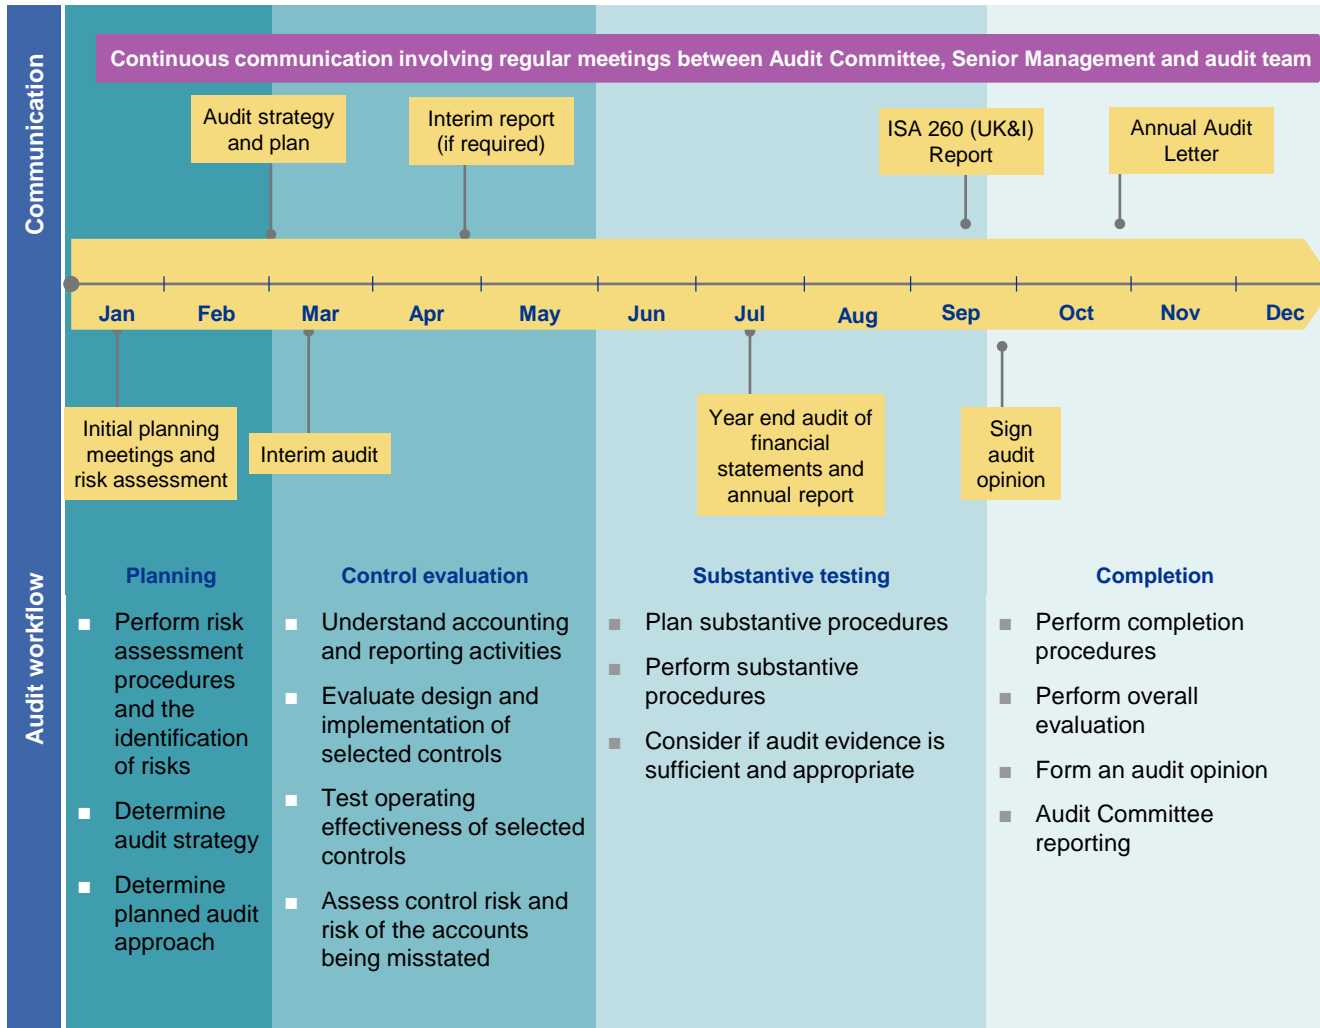 Communication
Continuous communication involving regular meetings between Audit Committee, Senior Management and audit team
Audit strategy
and plan
Interim report
(if required)
ISA 260 (UK&I)
Report
Annual Audit
Letter
Jan
Feb
Mar
Apr
May
Jun
Jul
Aug
Sep
Oct
Nov
Dec
Initial planning
meetings and
risk assessment
Interim audit
Year end audit of
financial
statements and
annual report
Sign
audit
opinion
Audit workflow
Planning
■ Perform risk
assessment
procedures
and the
identification
of risks
■ Determine
audit strategy
■ Determine
planned audit
approach
Control evaluation
■ Understand accounting
and reporting activities
■ Evaluate design and
implementation of
selected controls
■ Test operating
effectiveness of selected
controls
■ Assess control risk and
risk of the accounts
being misstated
Substantive testing
■ Plan substantive procedures
■ Perform substantive
procedures
■ Consider if audit evidence is
sufficient and appropriate
Completion
■ Perform completion
procedures
■ Perform overall
evaluation
■ Form an audit opinion
■ Audit Committee
reporting